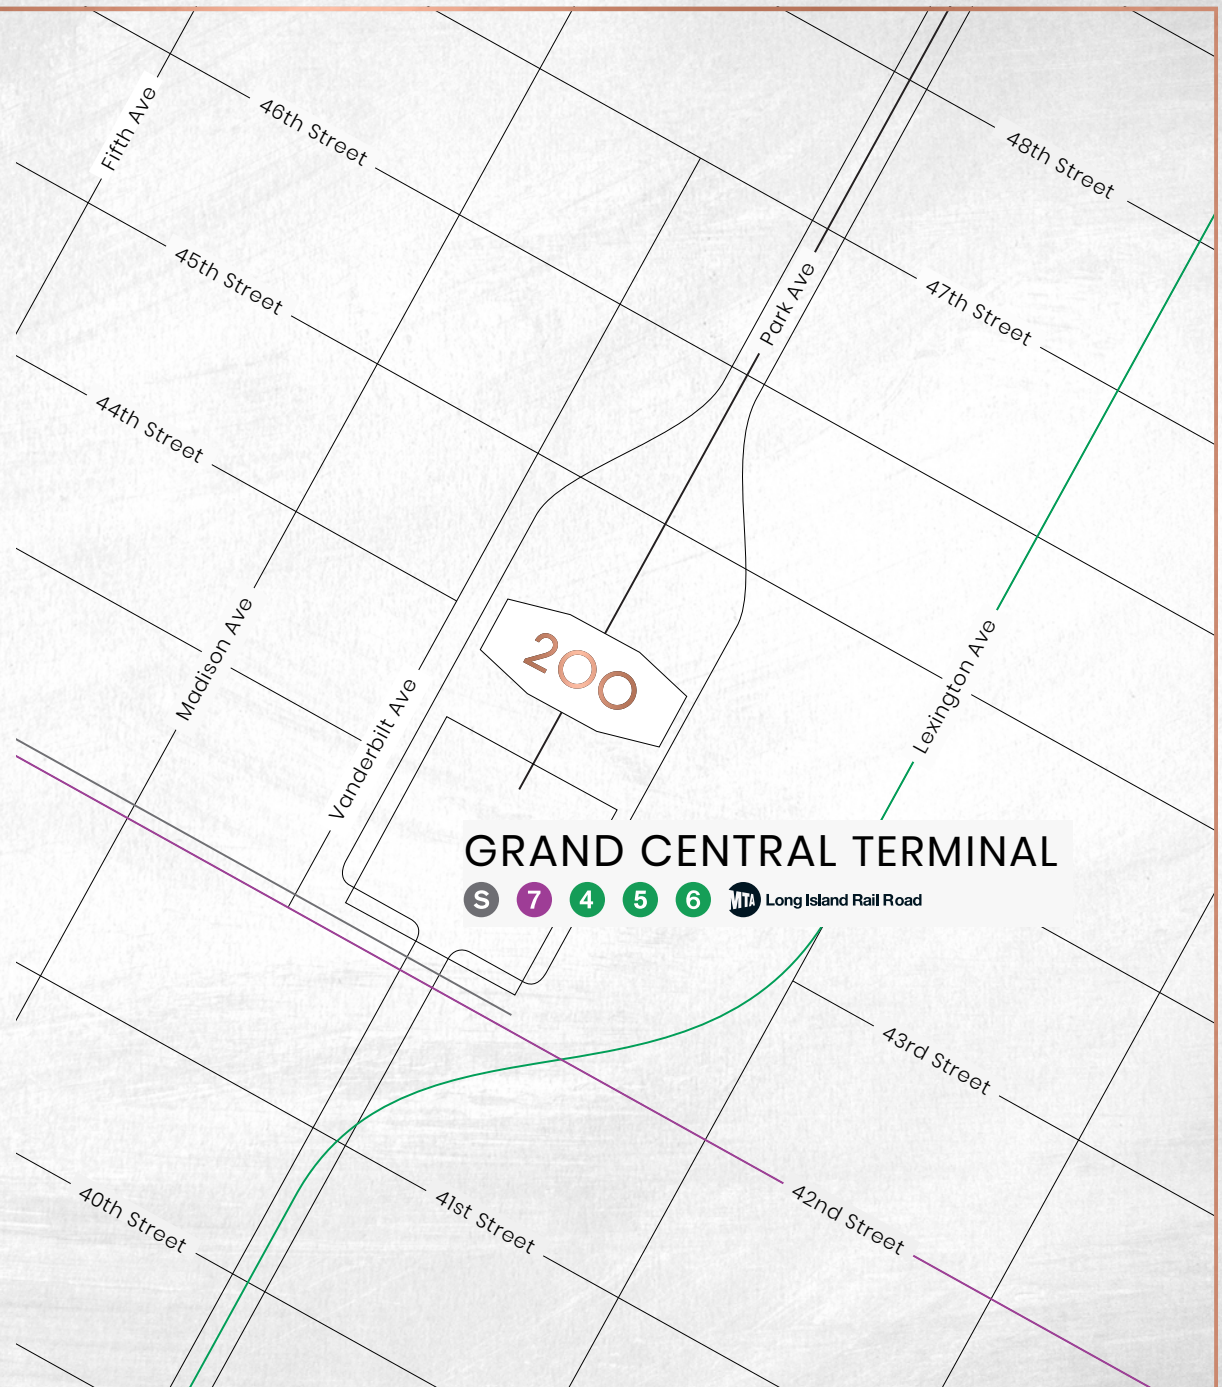 Fifth Ave
46th Street
48th Street
45th Street
Park Ave
47th Street
44th Street
Madison Ave
200
Lexington Ave
Vanderbilt Ave
GRAND CENTRAL TERMINAL
S 7 4 5 6 MTA Long Island Rail Road
43rd Street
42nd Street
40th Street
41st Street